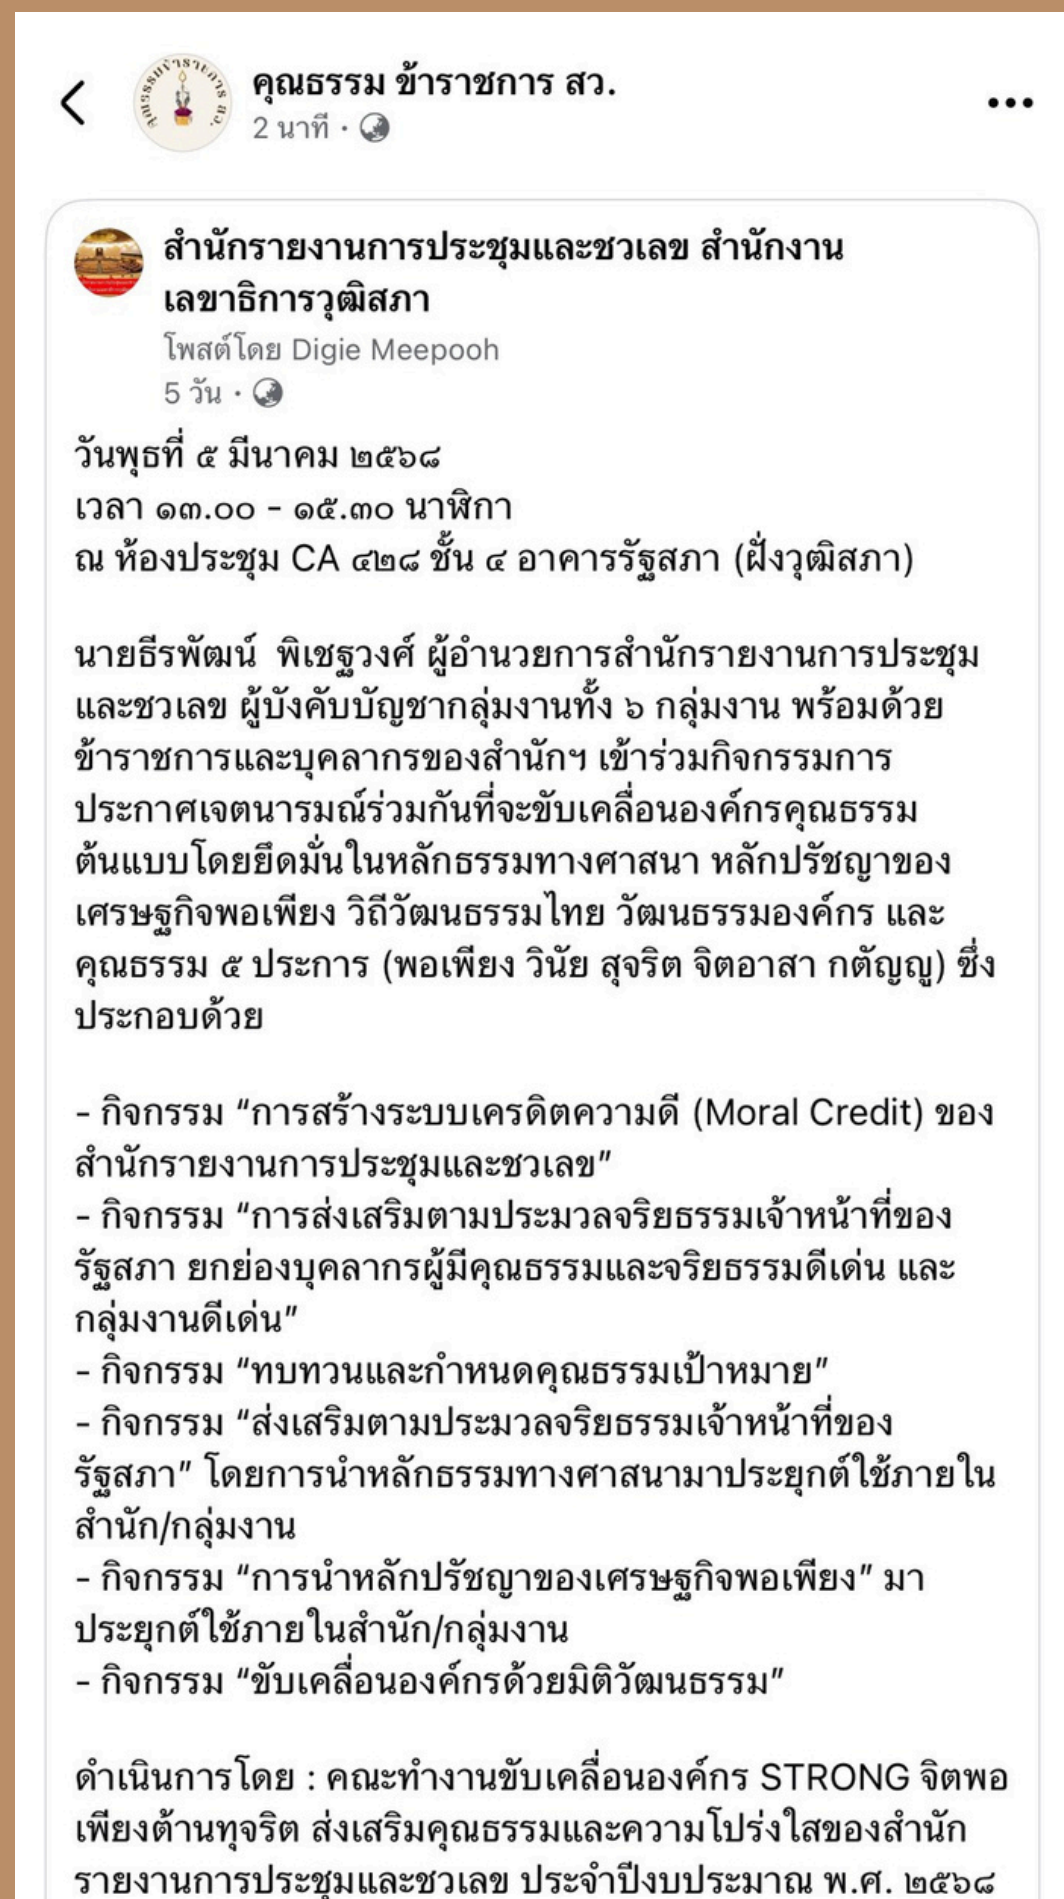 คุณธรรม ข้าราชการ สว.
คุณธรรม ข้าราชการ สว.
2 นาที ·
สำนักรายงานการประชุมและชวเลข สำนักงาน
เลขาธิการวุฒิสภา
โพสต์โดย Digie Meepooh
5 วัน ·
วันพุธที่ ๕ มีนาคม ๒๕๖๘
เวลา ๑๓.๐๐ - ๑๕.๓๐ นาฬิกา
ณ ห้องประชุม CA ๔๒๘ ชั้น ๔ อาคารรัฐสภา (ฝั่งวุฒิสภา)
นายธีรพัฒน์  พิเชฐวงศ์ ผู้อำนวยการสำนักรายงานการประชุม
และชวเลข ผู้บังคับบัญชากลุ่มงานทั้ง ๖ กลุ่มงาน พร้อมด้วย
ข้าราชการและบุคลากรของสำนักฯ เข้าร่วมกิจกรรมการ
ประกาศเจตนารมณ์ร่วมกันที่จะขับเคลื่อนองค์กรคุณธรรม
ต้นแบบโดยยึดมั่นในหลักธรรมทางศาสนา หลักปรัชญาของ
เศรษฐกิจพอเพียง วิถีวัฒนธรรมไทย วัฒนธรรมองค์กร และ
คุณธรรม ๕ ประการ (พอเพียง วินัย สุจริต จิตอาสา กตัญญู) ซึ่ง
ประกอบด้วย
- กิจกรรม “การสร้างระบบเครดิตความดี (Moral Credit) ของ
สำนักรายงานการประชุมและชวเลข”
- กิจกรรม “การส่งเสริมตามประมวลจริยธรรมเจ้าหน้าที่ของ
รัฐสภา ยกย่องบุคลากรผู้มีคุณธรรมและจริยธรรมดีเด่น และ
กลุ่มงานดีเด่น”
- กิจกรรม “ทบทวนและกำหนดคุณธรรมเป้าหมาย”
- กิจกรรม “ส่งเสริมตามประมวลจริยธรรมเจ้าหน้าที่ของ
รัฐสภา” โดยการนำหลักธรรมทางศาสนามาประยุกต์ใช้ภายใน
สำนัก/กลุ่มงาน
- กิจกรรม “การนำหลักปรัชญาของเศรษฐกิจพอเพียง” มา
ประยุกต์ใช้ภายในสำนัก/กลุ่มงาน
- กิจกรรม “ขับเคลื่อนองค์กรด้วยมิติวัฒนธรรม”
ดำเนินการโดย : คณะทำงานขับเคลื่อนองค์กร STRONG จิตพอ
เพียงต้านทุจริต ส่งเสริมคุณธรรมและความโปร่งใสของสำนัก
รายงานการประชุมและชวเลข ประจำปีงบประมาณ พ.ศ. ๒๕๖๘